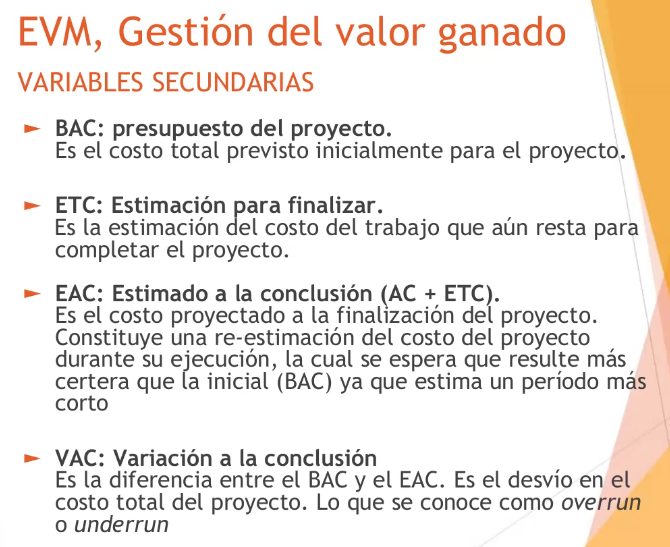 EVM, Gestión del valor ganado
VARIABLES SECUNDARIAS
► BAC: presupuesto del proyecto.
Es el costo total previsto inicialmente para el proyecto.
► ETC: Estimación para finalizar.
Es la estimación del costo del trabajo que aún resta para
completar el proyecto.
► EAC: Estimado a la conclusión (AC + ETC).
Es el costo proyectado a la finalización del proyecto.
Constituye una re-estimación del costo del proyecto
durante su ejecución, la cual se espera que resulte más
certera que la inicial (BAC) ya que estima un período más
corto
► VAC: Variación a la conclusión
Es la diferencia entre el BAC y el EAC. Es el desvío en el
costo total del proyecto. Lo que se conoce como overrun
o underrun